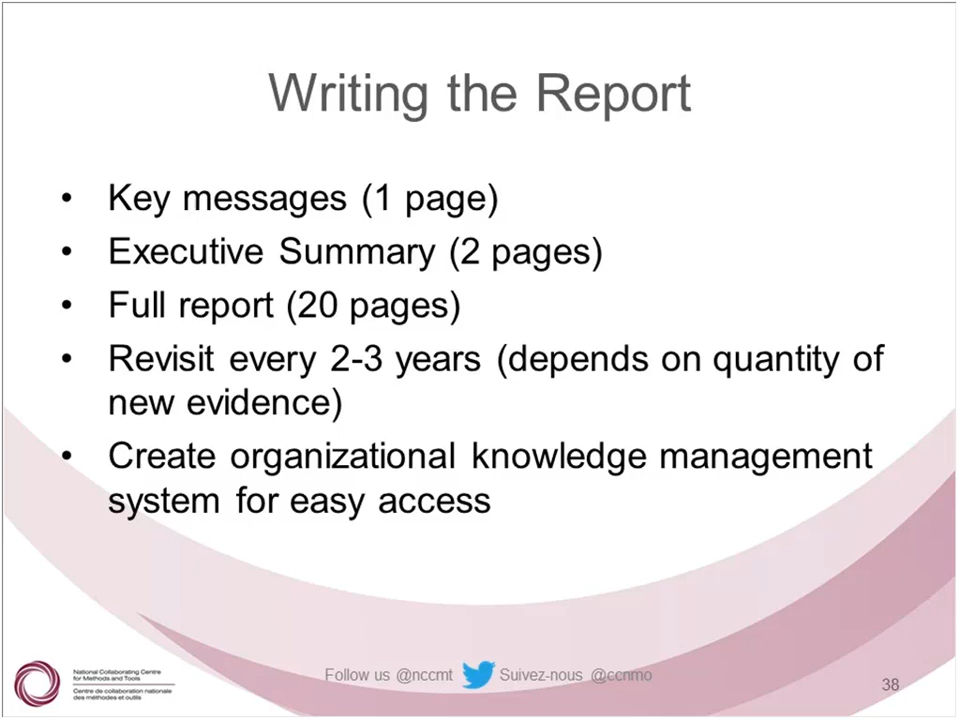 Writing the Report
• Key messages (1 page)
• Executive Summary (2 pages)
• Full report (20 pages)
• Revisit every 2-3 years (depends on quantity of
new evidence)
• Create organizational knowledge management
system for easy access
National Collaborating Centre
for Methods and Tools
Centre de collaboration nationale
des méthodes et outils
Follow us @nccmt Suivez-nous @ccnmo
38